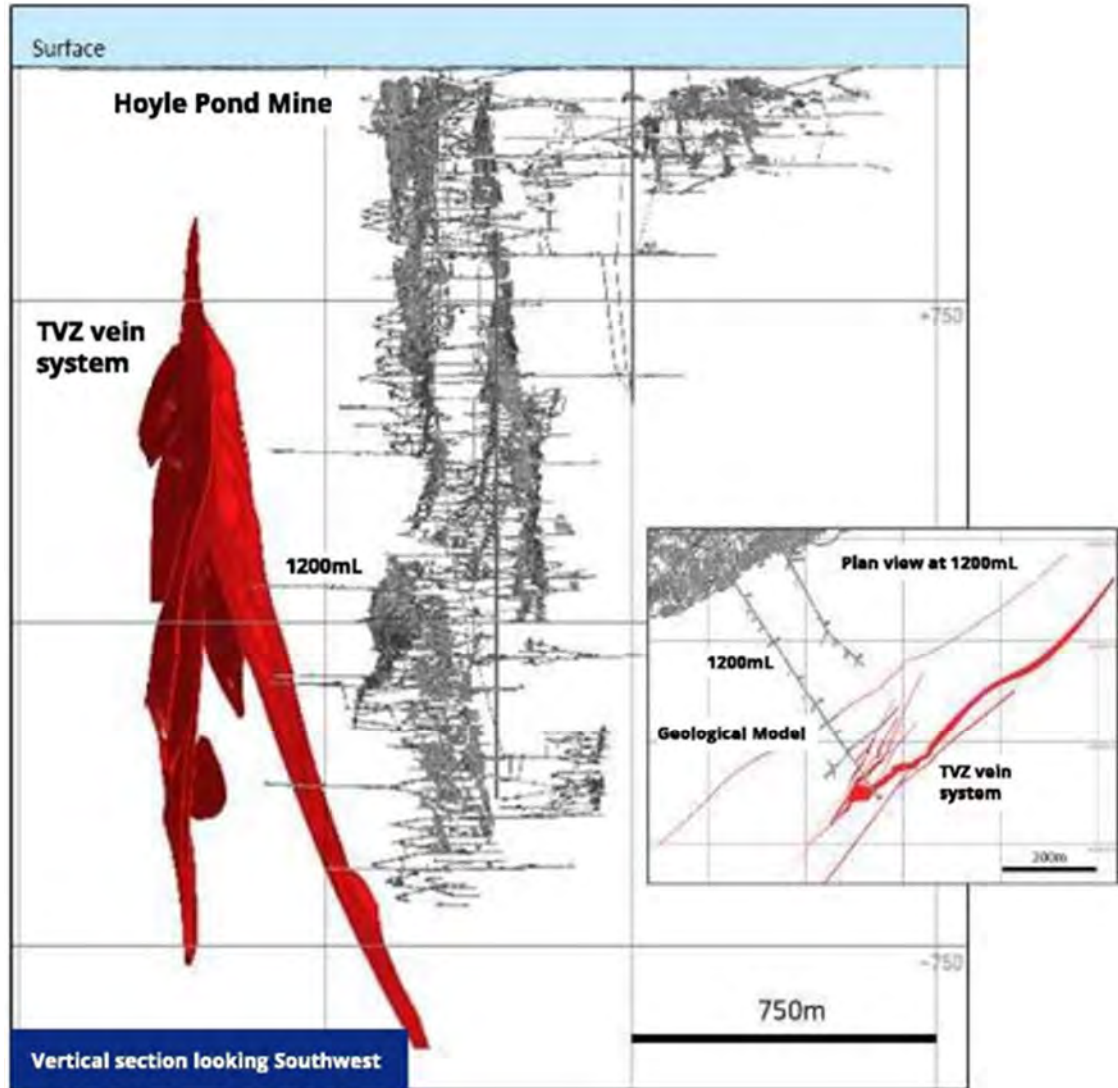 Surface
Hoyle Pond Mine
+750
TVZ vein
system
1200mL
Plan view at 1200mL
1200mL
Geological Model
TVZ vein
system
200m
-750
750m
Vertical section looking Southwest